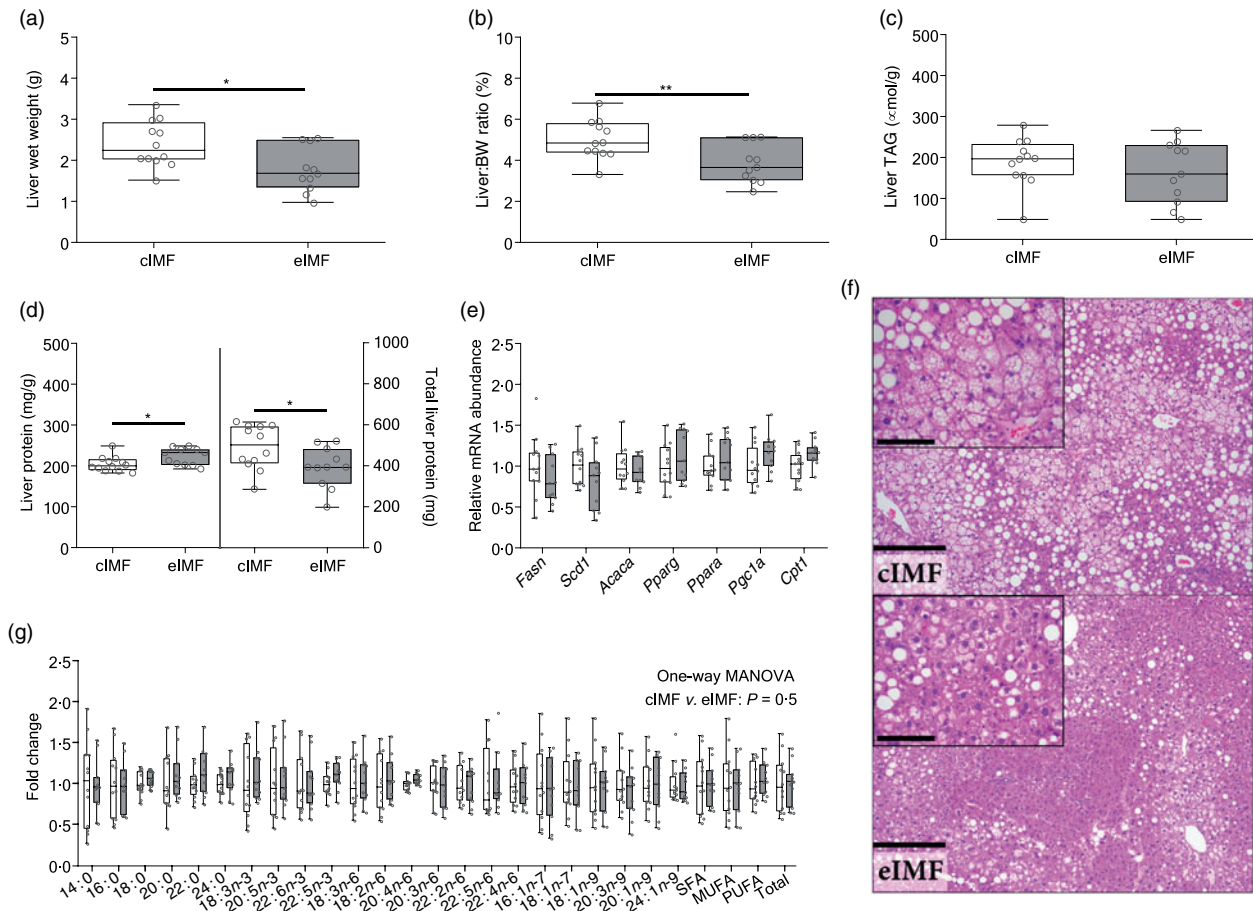 (a)
Liver wet weight (g)
5
4
3
2
1
0
*
cIMF
eIMF
(b)
Liver:BW ratio (%)
10
8
6
4
2
0
**
cIMF
eIMF
(c)
Liver TAG (∝mol/g)
500
400
300
200
100
0
cIMF
eIMF
(d)
Liver protein (mg/g)
500
400
300
200
100
0
*
*
1000
800
600
400
200
0
Total liver protein (mg)
cIMF
eIMF
cIMF
eIMF
(e)
Relative mRNA abundance
2·0
1·5
1·0
0·5
0·0
Fasn
Scd1
Acaca
Pparg
Ppara
Pgc1a
Cpt1
(f)
cIMF
eIMF
(g)
Fold change
2·5
2·0
1·5
1·0
0·5
0·0
One-way MANOVA
cIMF v. eIMF: P = 0·5
14:0
16:0
18:0
20:0
22:0
24:0
18:3n-3
20:5n-3
22:6n-3
22:5n-3
18:3n-6
18:2n-6
20:4n-6
20:3n-6
22:2n-6
22:5n-6
22:4n-6
16:1n-7
18:1n-7
18:1n-9
20:3n-9
20:1n-9
24:1n-9
SFA
MUFA
PUFA
Total